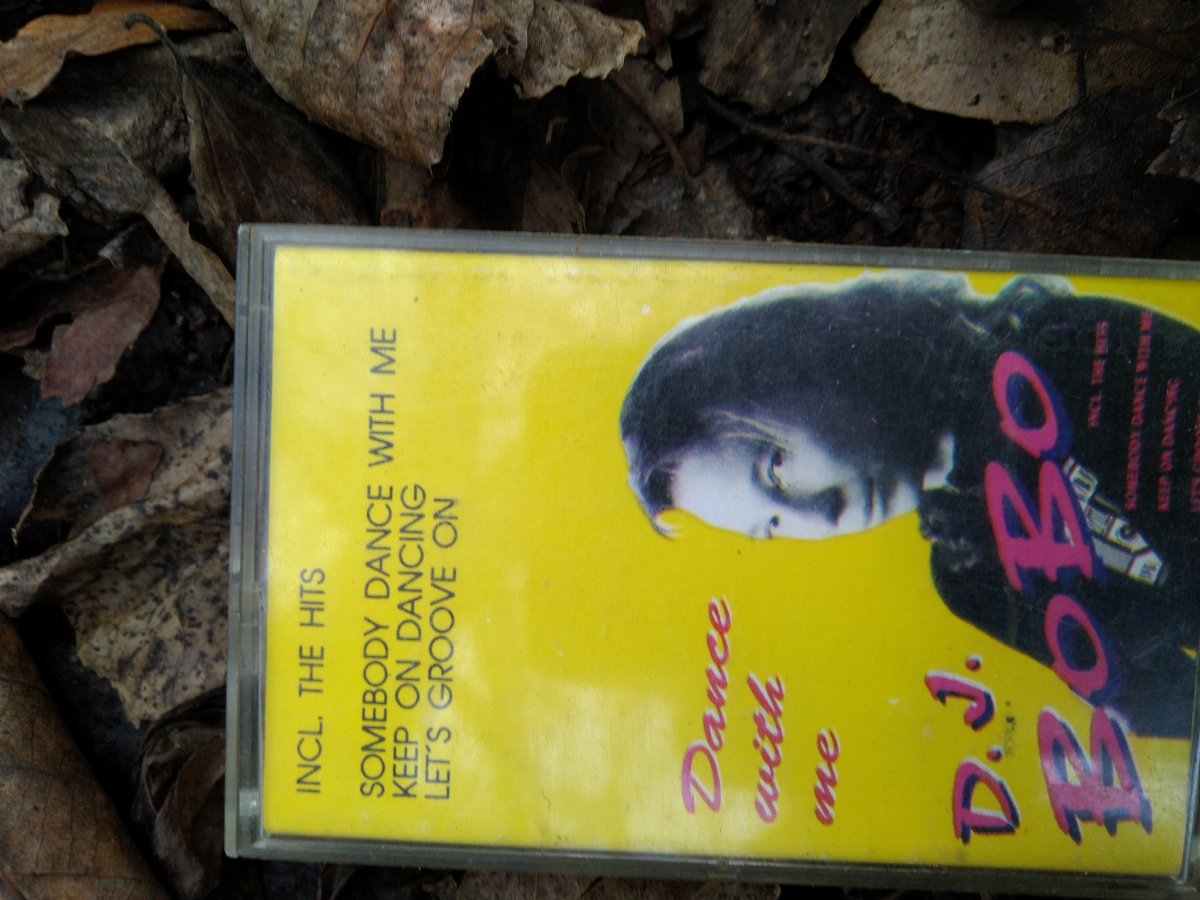 INCL. THE HITS
SOMEBODY DANCE WITH ME
KEEP ON DANCING
LET'S GROOVE ON
Dance
with
me
D.J.
BoBo
INCL. THE HITS
SOMEBODY DANCE WITH ME
KEEP ON DANCING